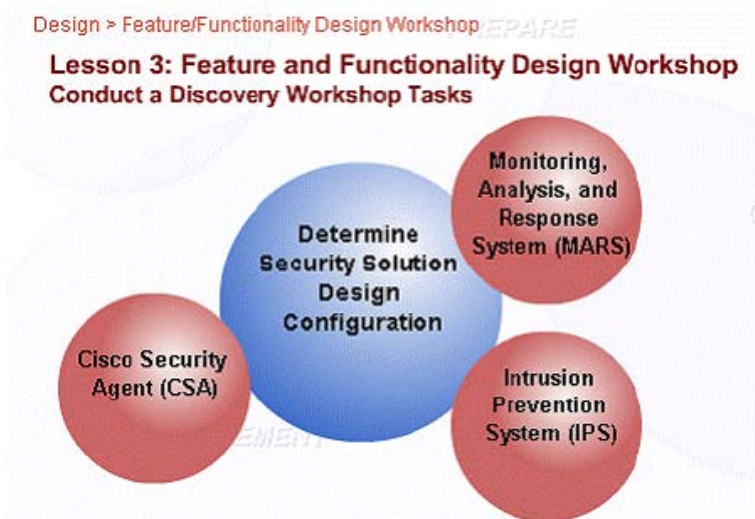 Design > Feature/Functionality Design Workshop
PREPARE
Lesson 3: Feature and Functionality Design Workshop
Conduct a Discovery Workshop Tasks
Monitoring,
Analysis, and
Response
System (MARS)
Determine
Security Solution
Design
Configuration
Cisco Security
Agent (CSA)
Intrusion
Prevention
System (IPS)